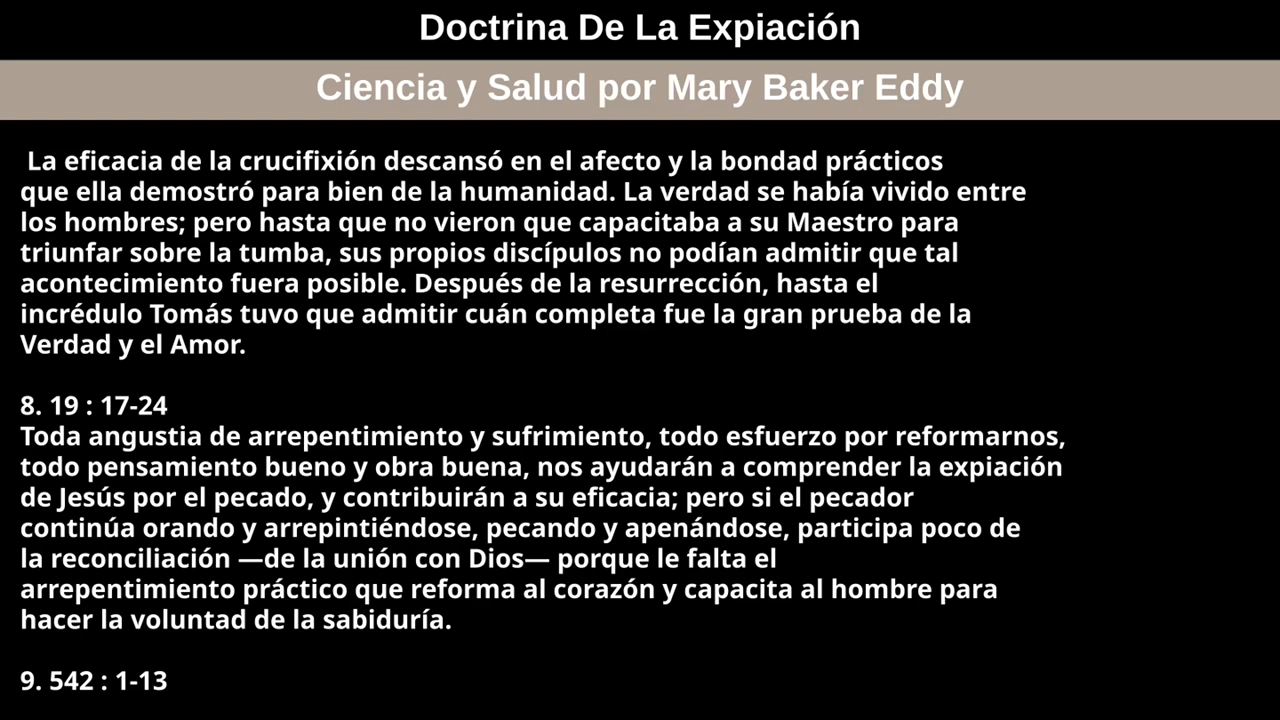 Doctrina De La Expiación
Ciencia y Salud por Mary Baker Eddy
La eficacia de la crucifixión descansó en el afecto y la bondad prácticos
que ella demostró para bien de la humanidad. La verdad se había vivido entre
los hombres; pero hasta que no vieron que capacitaba a su Maestro para
triunfar sobre la tumba, sus propios discípulos no podían admitir que tal
acontecimiento fuera posible. Después de la resurrección, hasta el
incrédulo Tomás tuvo que admitir cuán completa fue la gran prueba de la
Verdad y el Amor.
8. 19 : 17-24
Toda angustia de arrepentimiento y sufrimiento, todo esfuerzo por reformarnos,
todo pensamiento bueno y obra buena, nos ayudarán a comprender la expiación
de Jesús por el pecado, y contribuirán a su eficacia; pero si el pecador
continúa orando y arrepintiéndose, pecando y apenándose, participa poco de
la reconciliación —de la unión con Dios— porque le falta el
arrepentimiento práctico que reforma al corazón y capacita al hombre para
hacer la voluntad de la sabiduría.
9. 542 : 1-13